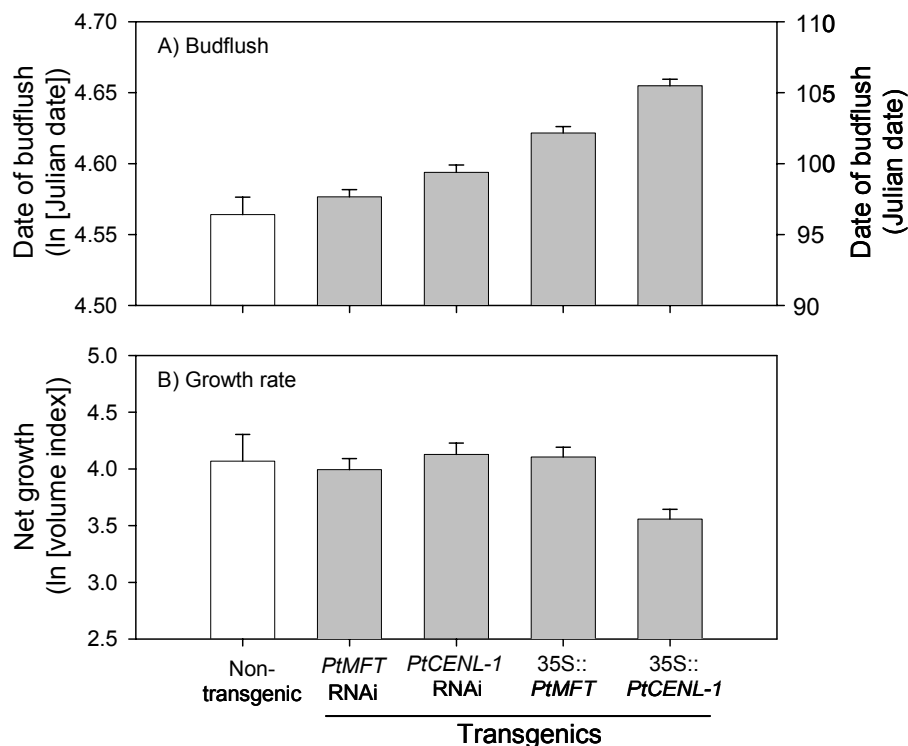 A) Budflush
Date of budflush
(ln [Julian date])
4.70
4.65
4.60
4.55
4.50
110
105
100
95
90
Date of budflush
(Julian date)
B) Growth rate
Net growth
(ln [volume index])
5.0
4.5
4.0
3.5
3.0
2.5
Non-
transgenic
PtMFT
RNAi
PtCENL-1
RNAi
35S::
PtMFT
35S::
PtCENL-1
Transgenics